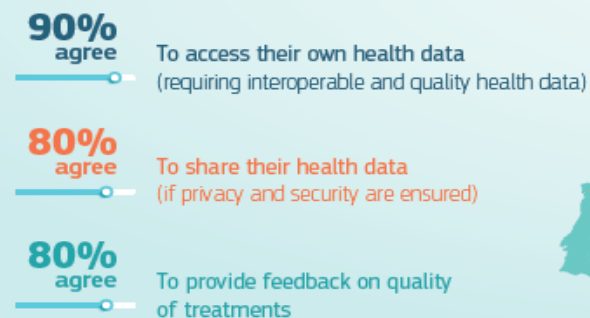 90%
agree
To access their own health data
(requiring interoperable and quality health data)
80%
agree
To share their health data
(if privacy and security are ensured)
80%
agree
To provide feedback on quality
of treatments